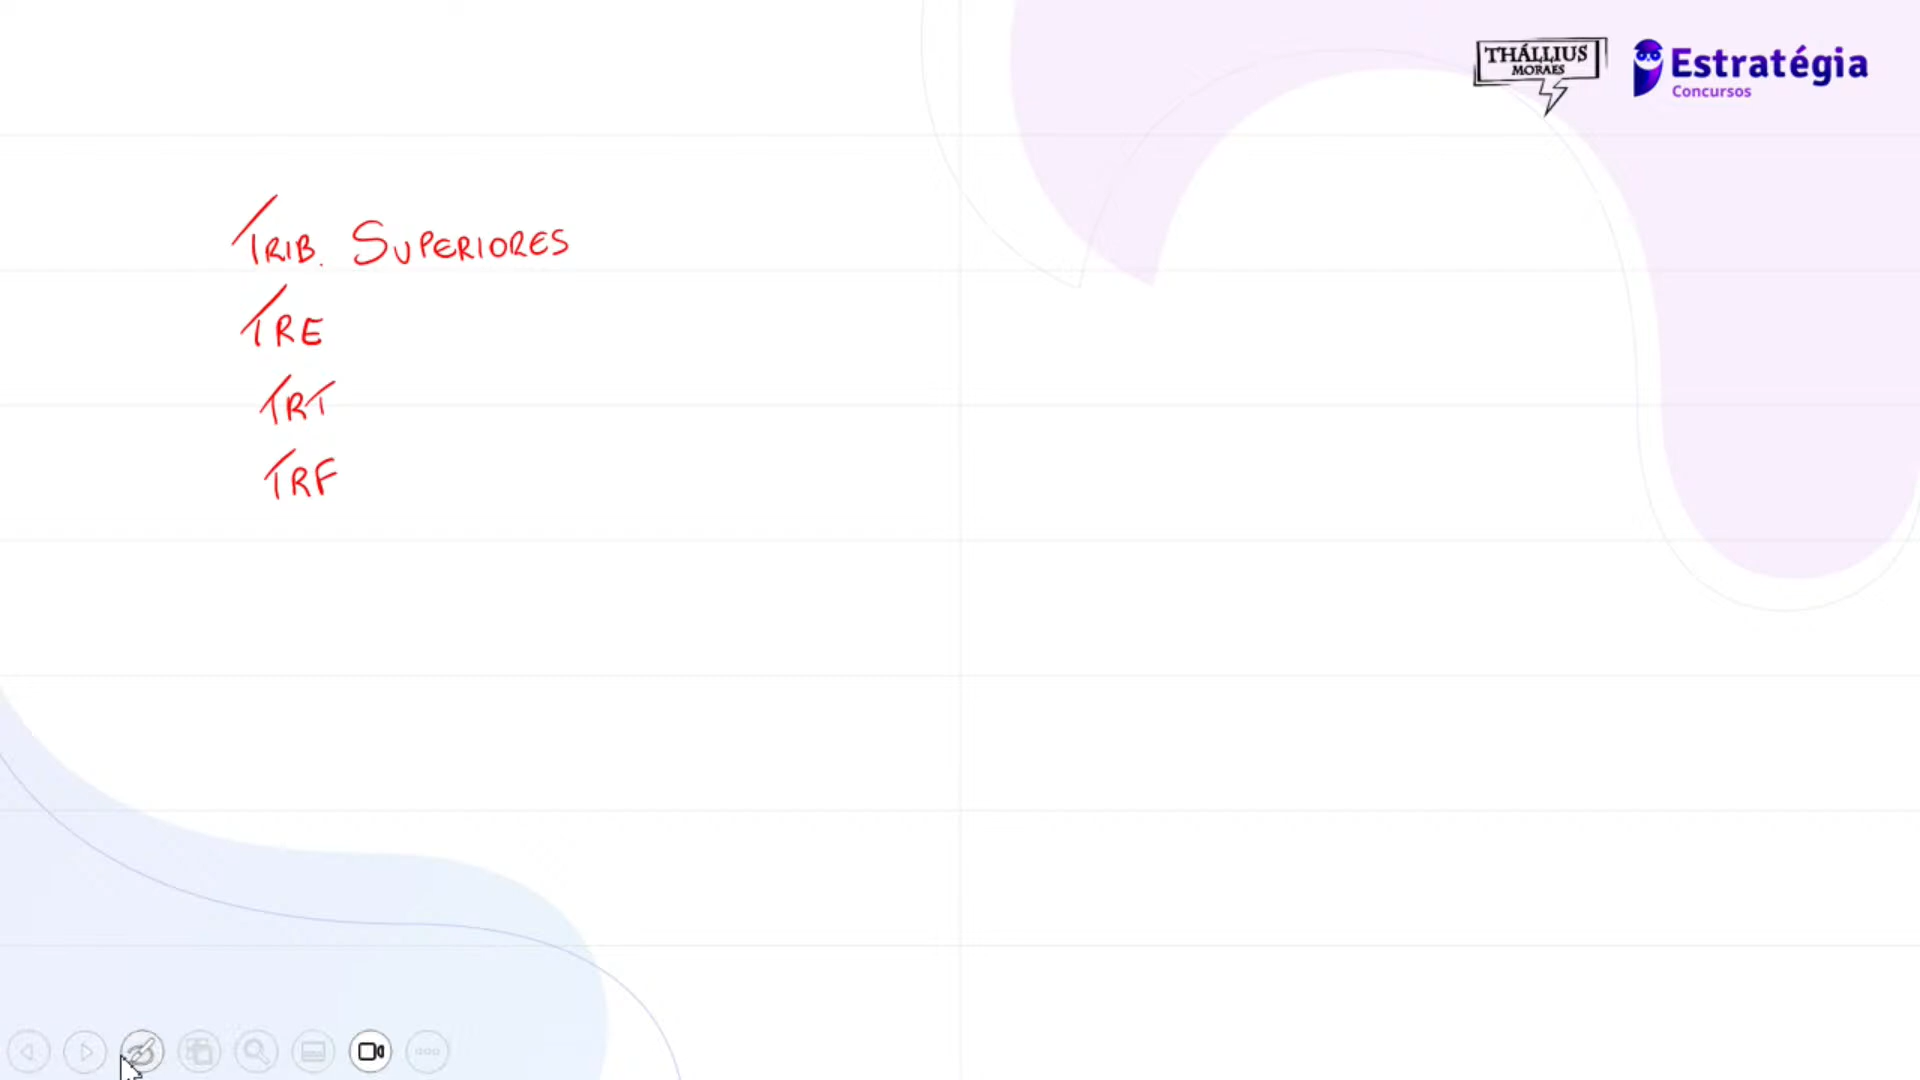 THÁLLIUS
MORAES
Estratégia
Concursos
TRIB. SUPERIORES
TRE
TRT
TRF